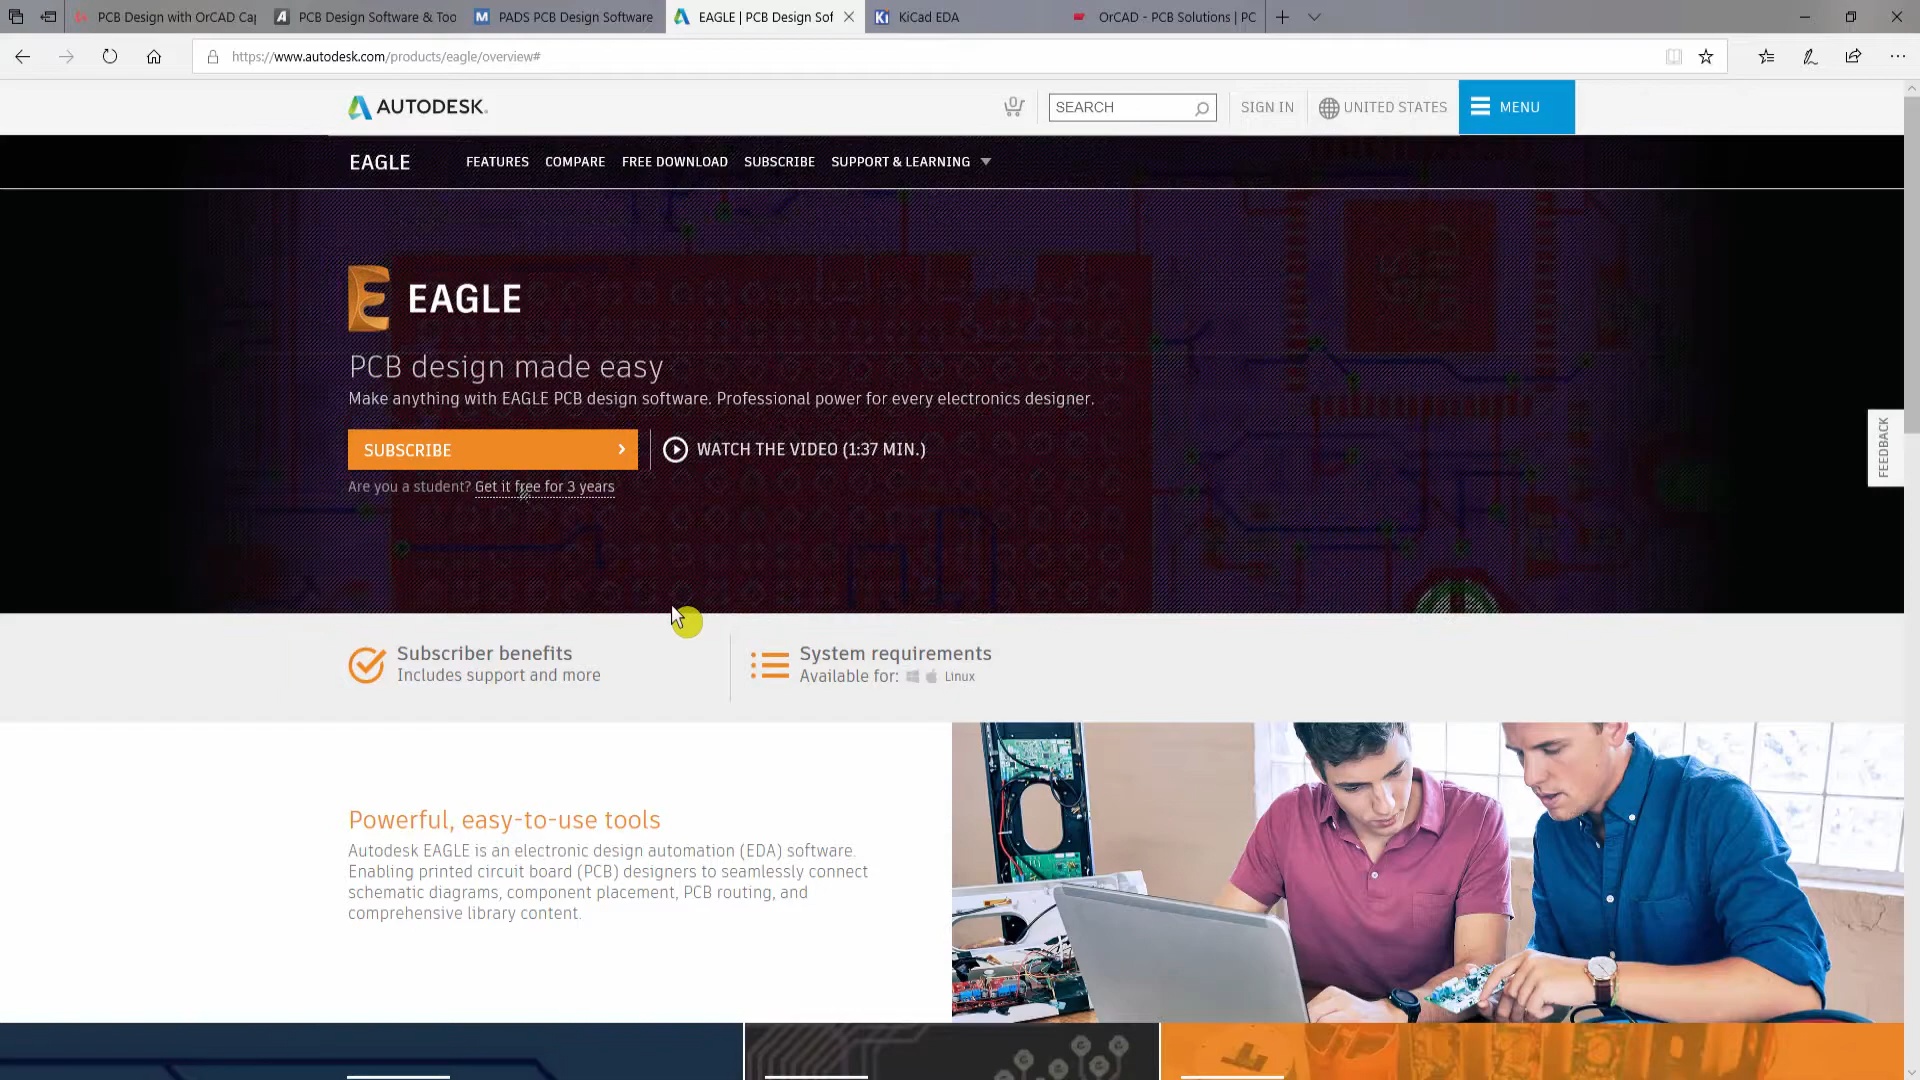 PCB Design with OrCAD Cap
PCB Design Software & Too
PADS PCB Design Software
EAGLE | PCB Design Sof
KiCad EDA
OrCAD - PCB Solutions | PC
https://www.autodesk.com/products/eagle/overview#
AUTODESK.
0
SEARCH
SIGN IN
UNITED STATES
MENU
EAGLE
FEATURES
COMPARE
FREE DOWNLOAD
SUBSCRIBE
SUPPORT & LEARNING
EAGLE
PCB design made easy
Make anything with EAGLE PCB design software. Professional power for every electronics designer.
SUBSCRIBE
WATCH THE VIDEO (1:37 MIN.)
Are you a student? Get it free for 3 years
FEEDBACK
Subscriber benefits
Includes support and more
System requirements
Available for: Linux
Powerful, easy-to-use tools
Autodesk EAGLE is an electronic design automation (EDA) software.
Enabling printed circuit board (PCB) designers to seamlessly connect
schematic diagrams, component placement, PCB routing, and
comprehensive library content.